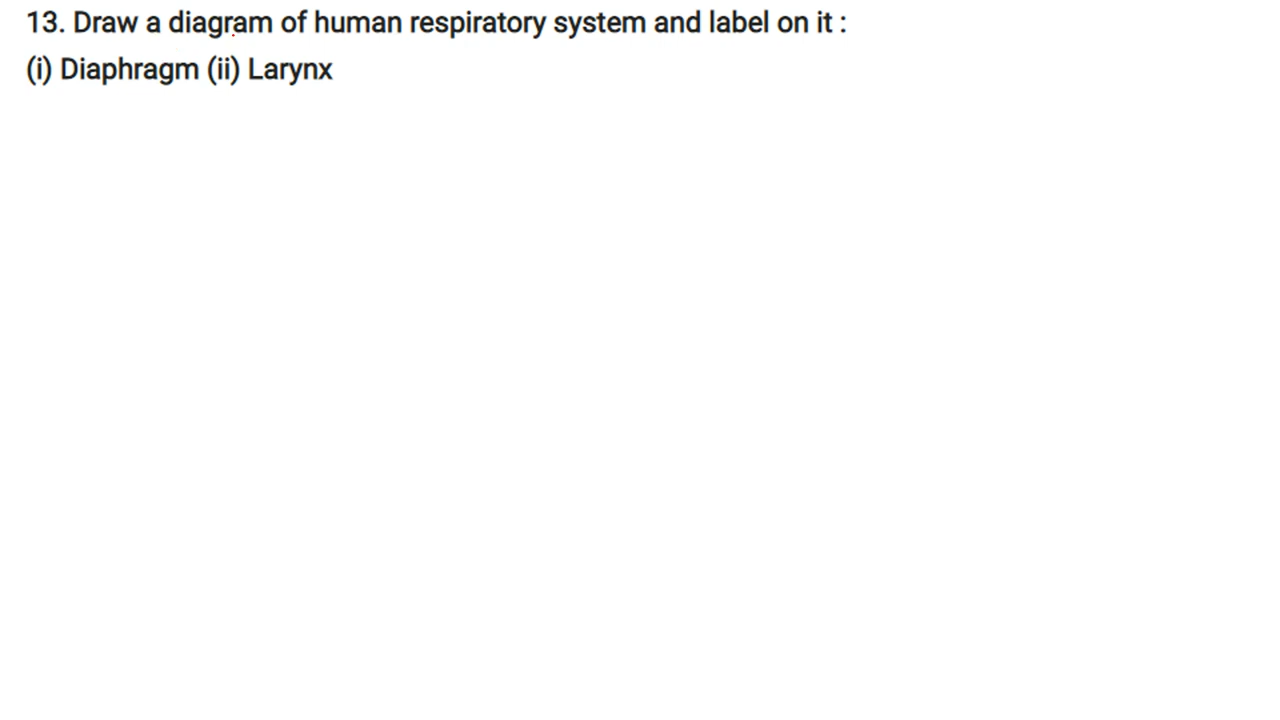 13. Draw a diagram of human respiratory system and label on it :
(i) Diaphragm (ii) Larynx